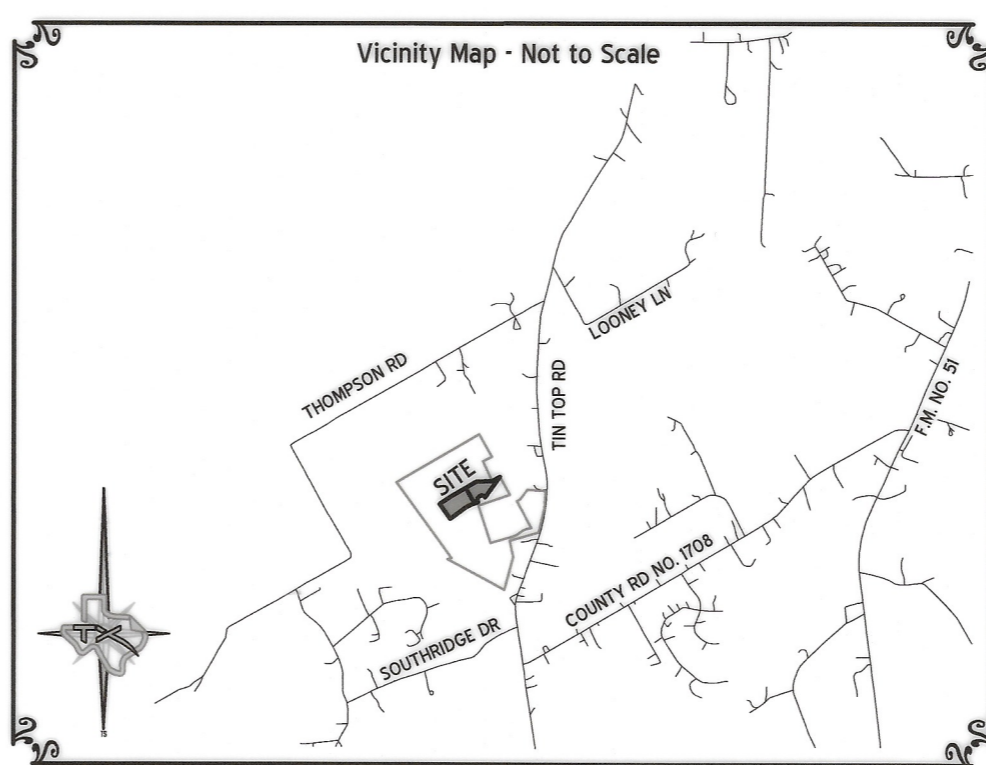 Vicinity Map - Not to Scale
LOONEY LN
THOMPSON RD
TIN TOP RD
F.M. NO. 51
SITE
COUNTY RD NO. 1708
SOUTHRIDGE DR
TX